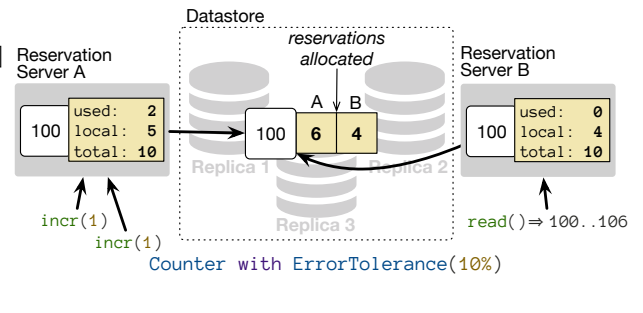 Datastore
Reservation
Server A
100
used: 2
local: 5
total: 10
incr(1)
incr(1)
reservations
allocated
A B
100 6 4
Replica 1
Replica 2
Replica 3
Reservation
Server B
100
used: 0
local: 4
total: 10
read()⇒100..106
Counter with ErrorTolerance(10%)